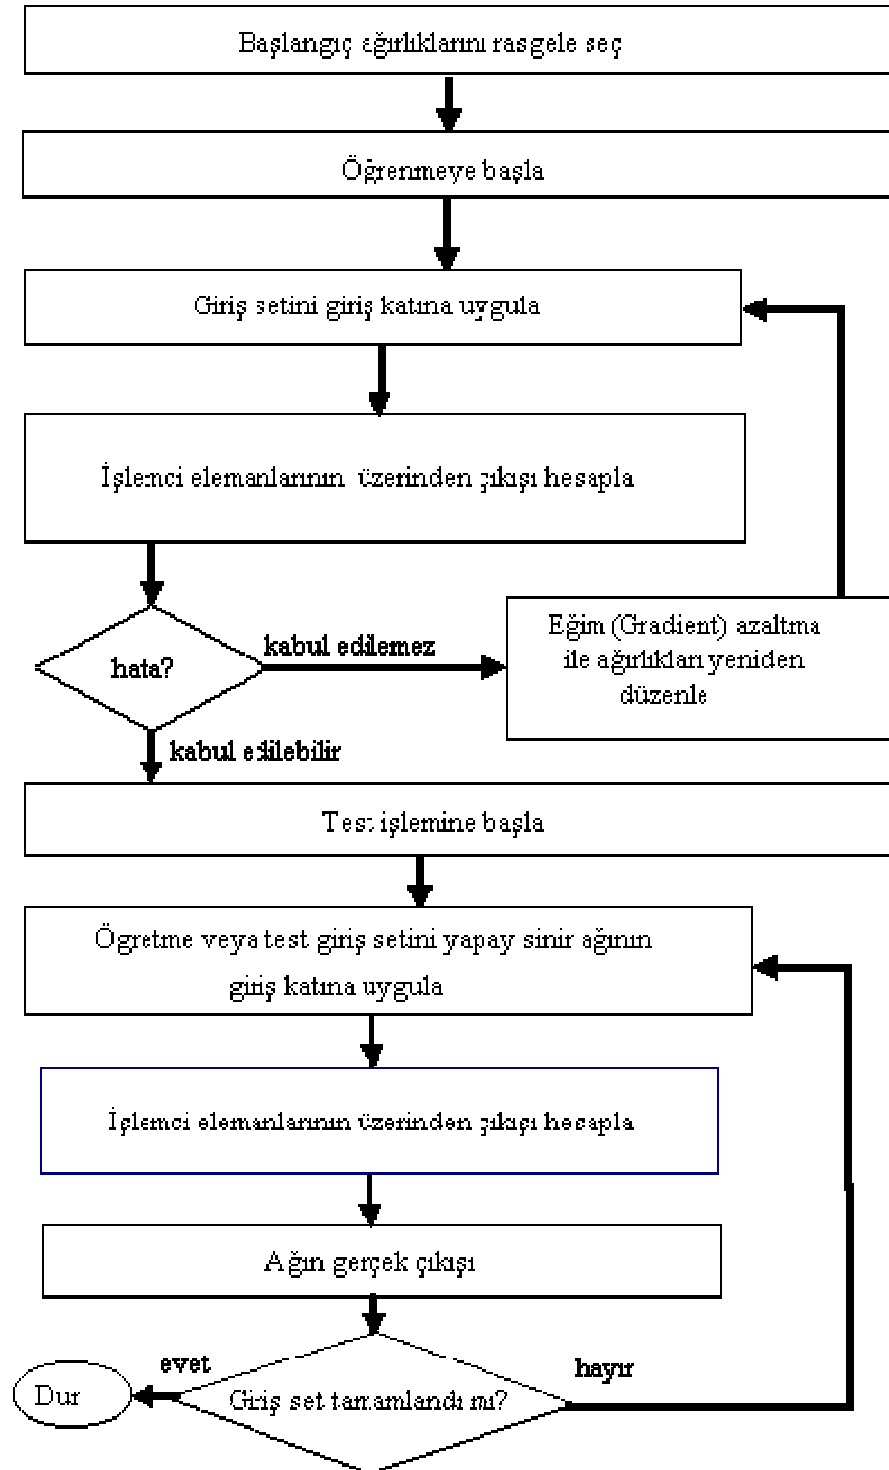 Başlangıç ağırlıklarını rasgele seç
Öğrenmeye başla
Giriş setini giriş katına uygula
İşlemci elemanlarının üzerinden çıkışı hesapla
hata?
kabul edilemez
Eğim (Gradient) azaltma
ile ağırlıkları yeniden
düzenle
kabul edilebilir
Test işlemine başla
Ögretme veya test giriş setini yapay sinir ağının
giriş katına uygula
İşlemci elemanlarının üzerinden çıkışı hesapla
Ağın gerçek çıkışı
evet
hayır
Dur
Giriş set tamamlandı mı?